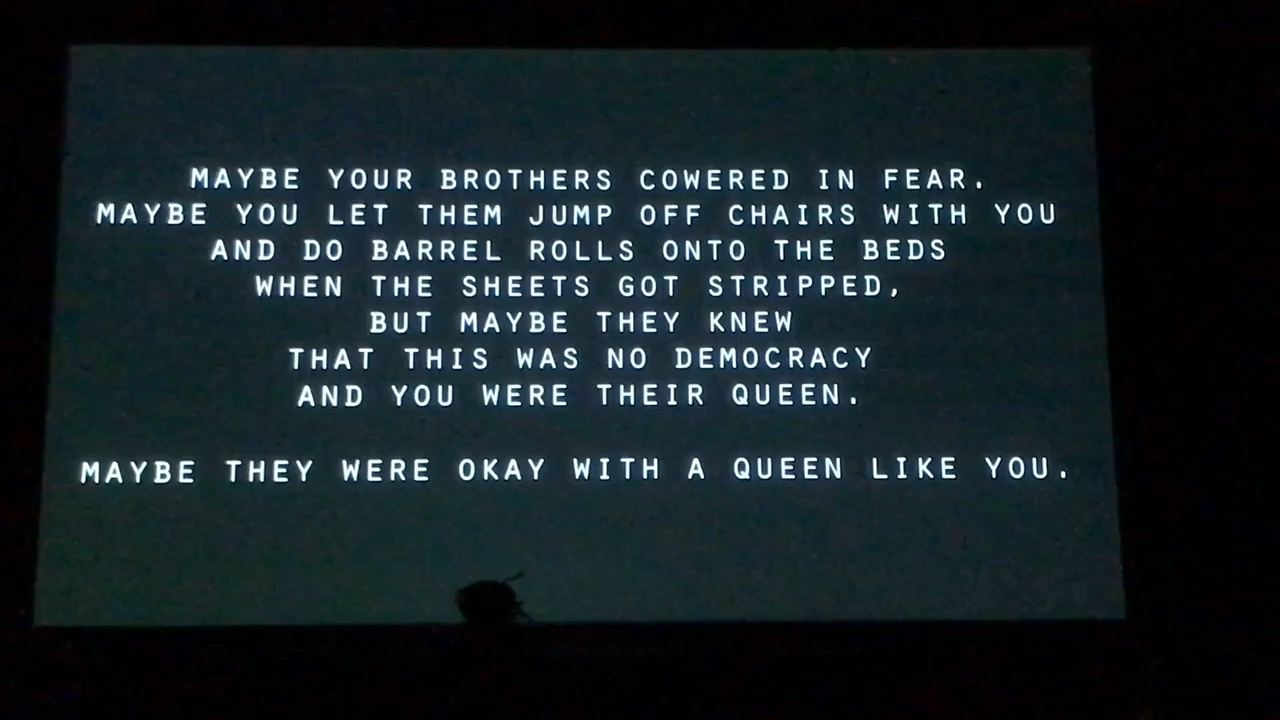 MAYBE YOUR BROTHERS COWERED IN FEAR.
MAYBE YOU LET THEM JUMP OFF CHAIRS WITH YOU
AND DO BARREL ROLLS ONTO THE BEDS
WHEN THE SHEETS GOT STRIPPED,
BUT MAYBE THEY KNEW
THAT THIS WAS NO DEMOCRACY
AND YOU WERE THEIR QUEEN.
MAYBE THEY WERE OKAY WITH A QUEEN LIKE YOU.